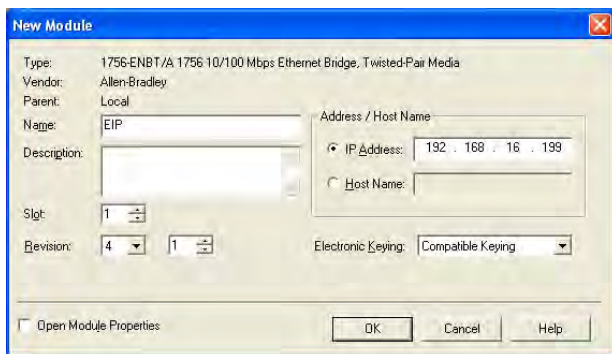 New Module
Type: 1756-ENBT/A 1756 10/100 Mbps Ethernet Bridge, Twisted-Pair Media
Vendor: Allen-Bradley
Parent: Local
Name: EIP
Description:
Address / Host Name
IP Address: 192 . 168 . 16 . 199
Host Name:
Slot: 1
Revision: 4 1
Electronic Keying: Compatible Keying
Open Module Properties
OK Cancel Help